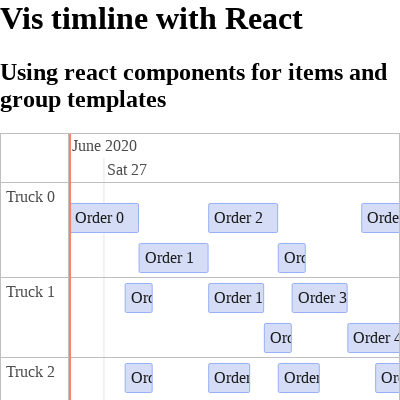 Vis timline with React
Using react components for items and
group templates
June 2020
Sat 27
Truck 0
Order 0
Order 2
Orde
Order 1
Orc
Truck 1
Orc
Order 1
Order 3
Orc
Order 4
Truck 2
Orc
Order
Order
Or